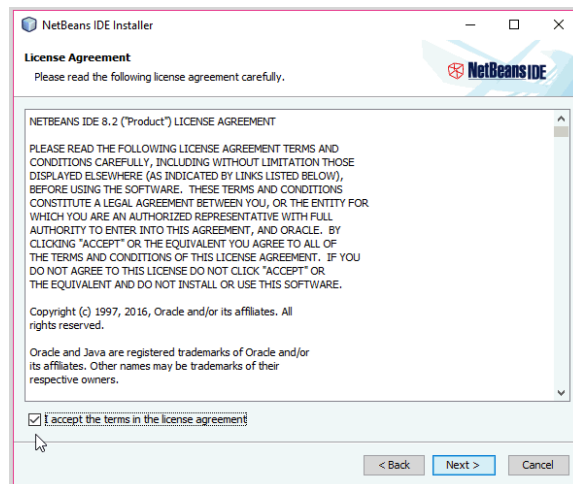 NetBeans IDE Installer
License Agreement
Please read the following license agreement carefully.
NetBeans IDE
NETBEANS IDE 8.2 ("Product") LICENSE AGREEMENT
PLEASE READ THE FOLLOWING LICENSE AGREEMENT TERMS AND
CONDITIONS CAREFULLY, INCLUDING WITHOUT LIMITATION THOSE
DISPLAYED ELSEWHERE (AS INDICATED BY LINKS LISTED BELOW),
BEFORE USING THE SOFTWARE.  THESE TERMS AND CONDITIONS
CONSTITUTE A LEGAL AGREEMENT BETWEEN YOU, OR THE ENTITY FOR
WHICH YOU ARE AN AUTHORIZED REPRESENTATIVE WITH FULL
AUTHORITY TO ENTER INTO THIS AGREEMENT, AND ORACLE.  BY
CLICKING "ACCEPT" OR THE EQUIVALENT YOU AGREE TO ALL OF
THE TERMS AND CONDITIONS OF THIS LICENSE AGREEMENT.  IF YOU
DO NOT AGREE TO THIS LICENSE DO NOT CLICK "ACCEPT" OR
THE EQUIVALENT AND DO NOT INSTALL OR USE THIS SOFTWARE.
Copyright (c) 1997, 2016, Oracle and/or its affiliates. All
rights reserved.
Oracle and Java are registered trademarks of Oracle and/or
its affiliates. Other names may be trademarks of their
respective owners.
I accept the terms in the license agreement
< Back
Next >
Cancel